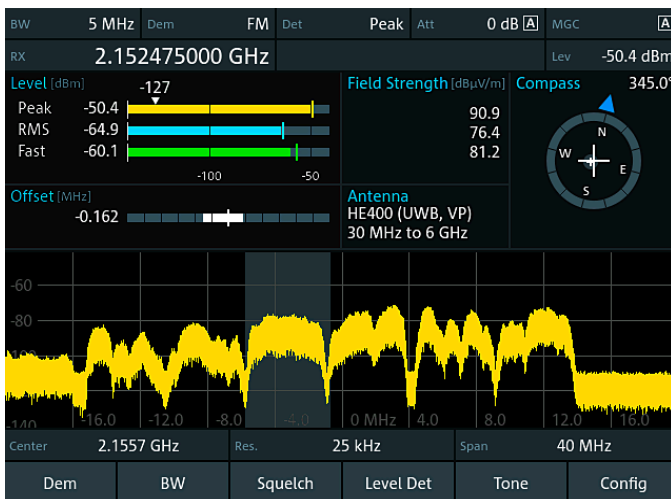 BW 5 MHz Dem FM Det Peak Att 0 dB A MGC A
RX 2.152475000 GHz Lev -50.4 dBm
Level [dBm] -127 Field Strength [dBµV/m] Compass 345.0°
Peak -50.4 90.9
RMS -64.9 76.4
Fast -60.1 81.2
-100 -50
N
W E
S
Offset [MHz] Antenna
-0.162 HE400 (UWB, VP)
30 MHz to 6 GHz
-60
-80
-140 -16.0 -12.0 -8.0 -4.0 0 MHz 4.0 8.0 12.0 16.0
Center 2.1557 GHz Res. 25 kHz Span 40 MHz
Dem BW Squelch Level Det Tone Config